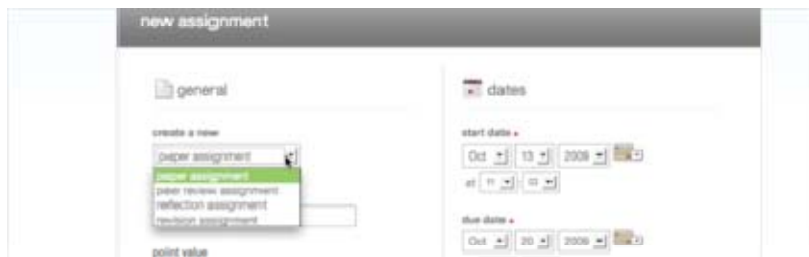 new assignment
general
create a new
paper assignment
paper assignment
peer review assignment
reflection assignment
revision assignment
point value
dates
start date
Oct 13 2009
at 11
due date
Oct 20 2009